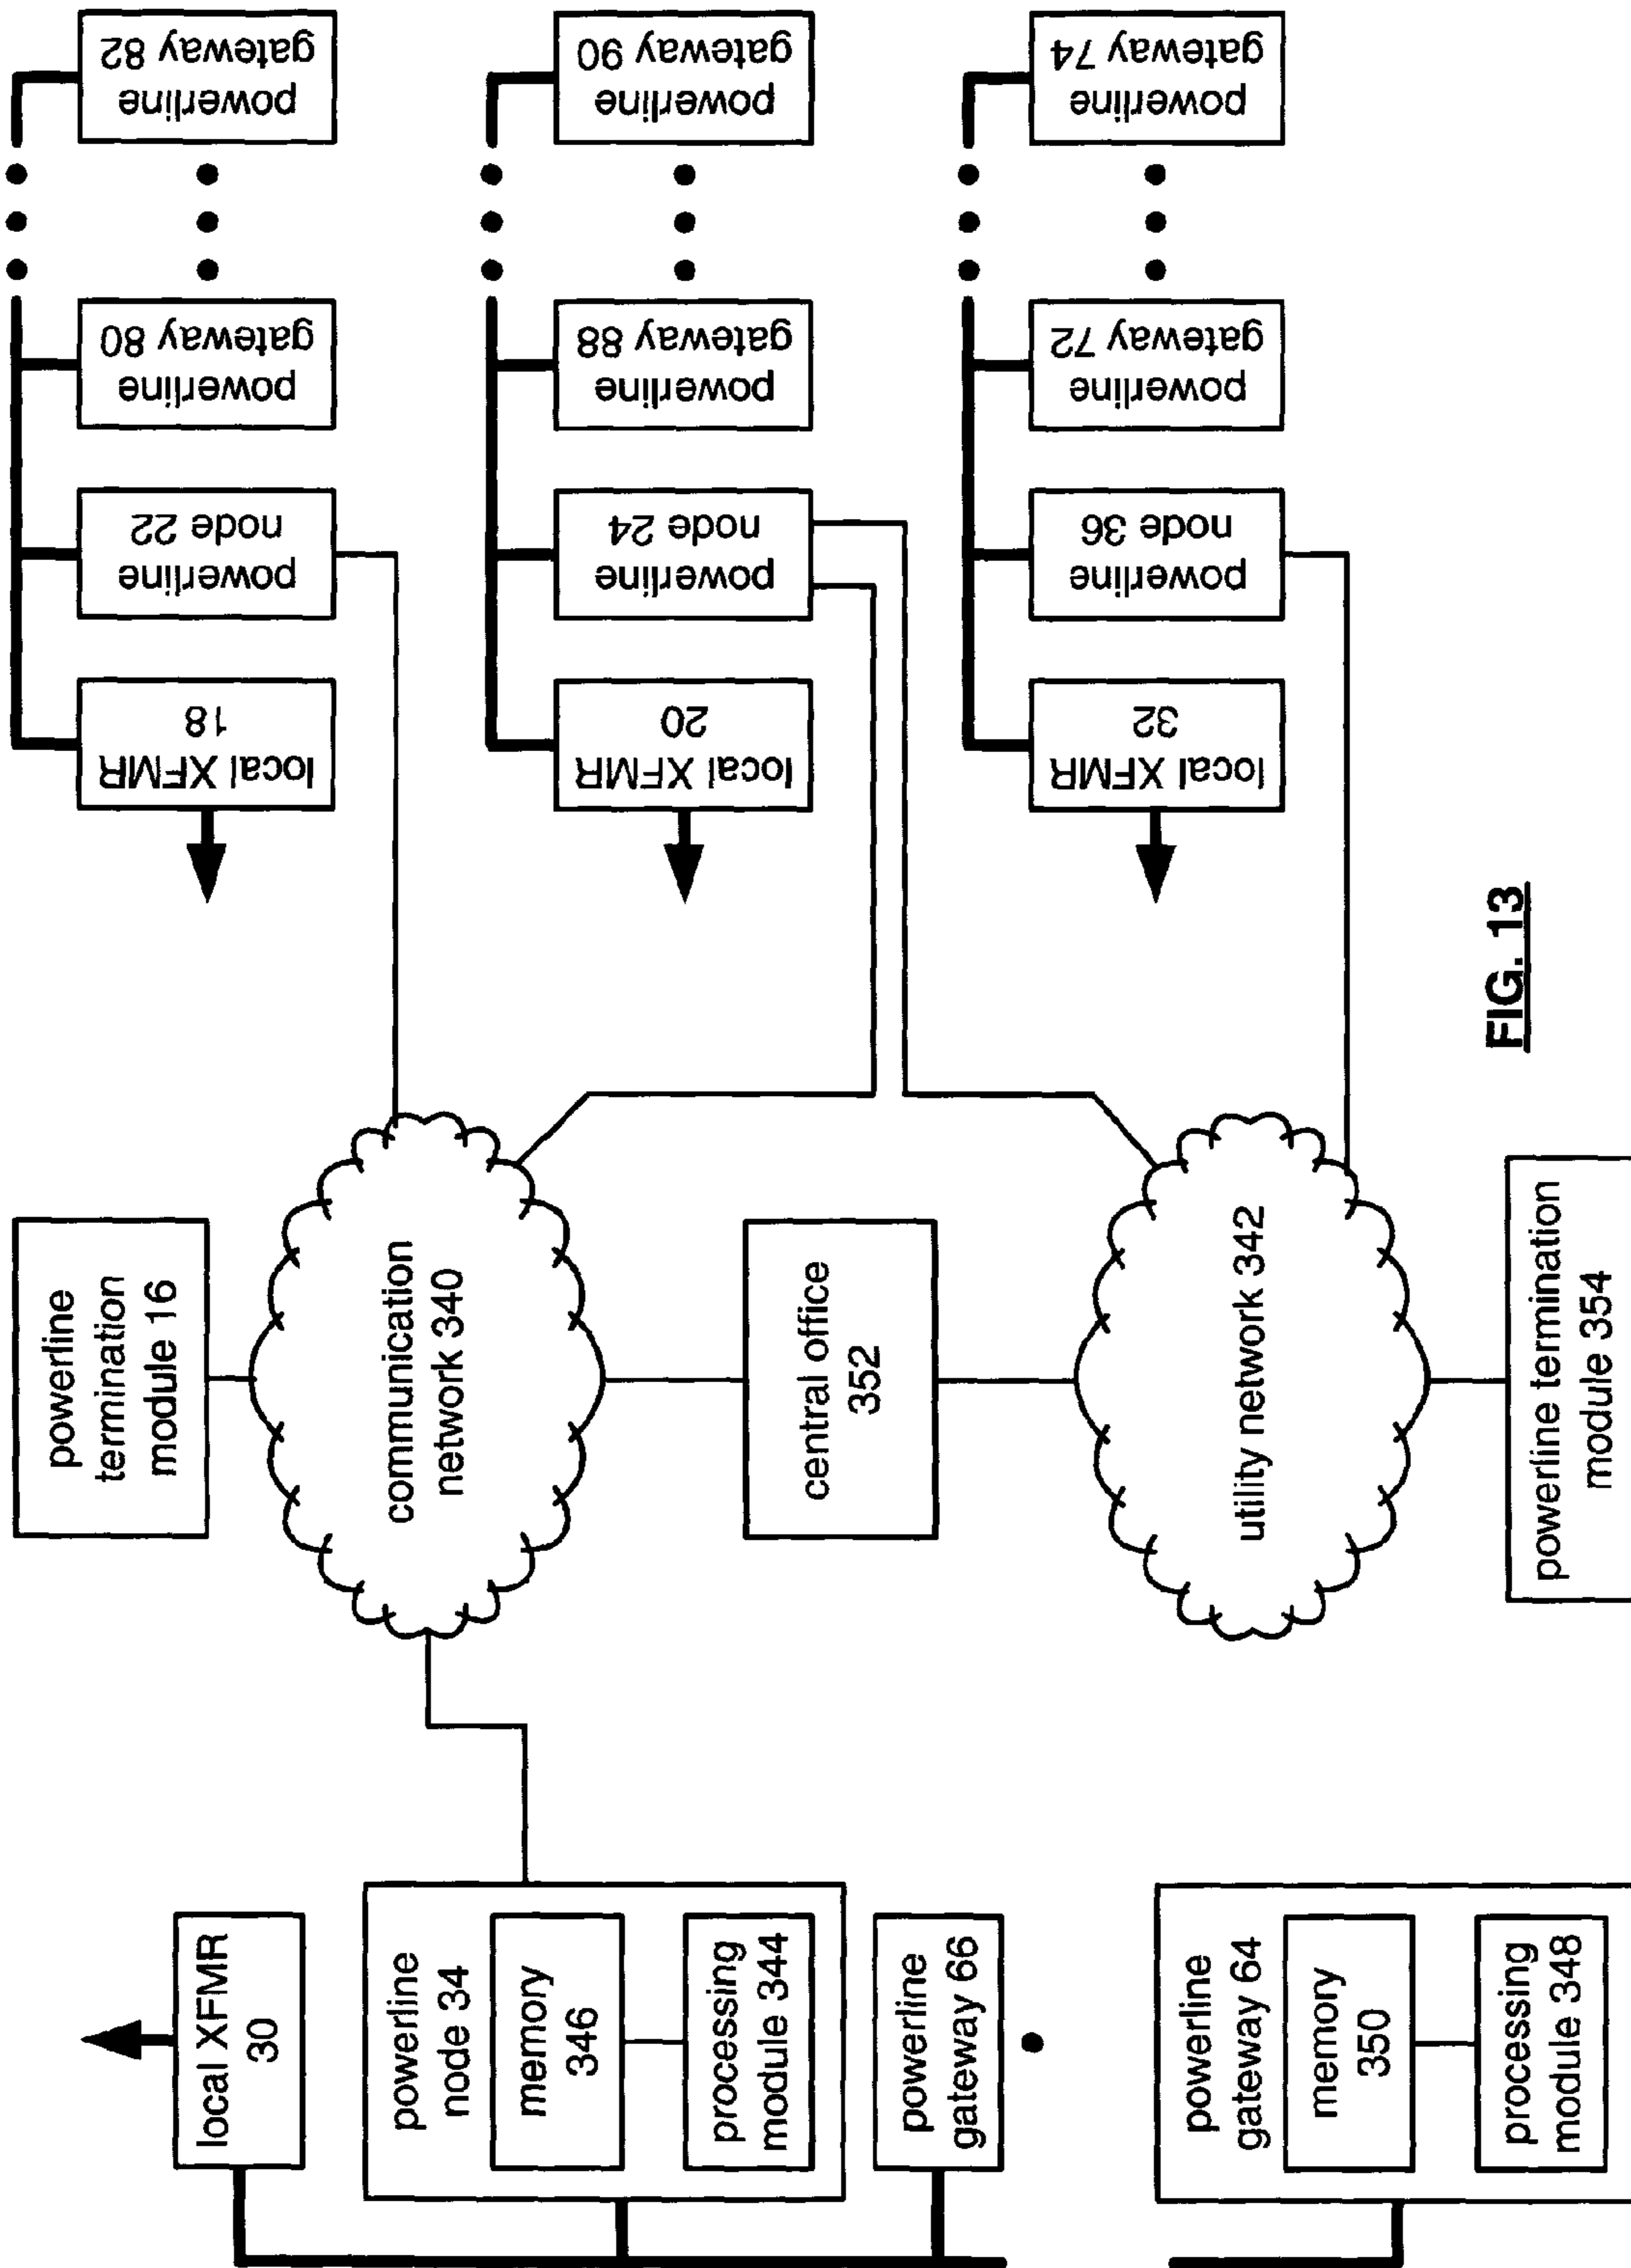 powerline
termination
module 16
communication
network 340
central office
352
utility network 342
powerline termination
module 354
local XFMR
30
powerline
node 34
memory
346
processing
module 344
powerline
gateway 66
powerline
gateway 64
memory
350
processing
module 348
local XFMR
18
powerline
node 22
powerline
gateway 80
powerline
gateway 82
local XFMR
20
powerline
node 24
powerline
gateway 88
powerline
gateway 90
local XFMR
32
powerline
node 36
powerline
gateway 72
powerline
gateway 74
FIG. 13